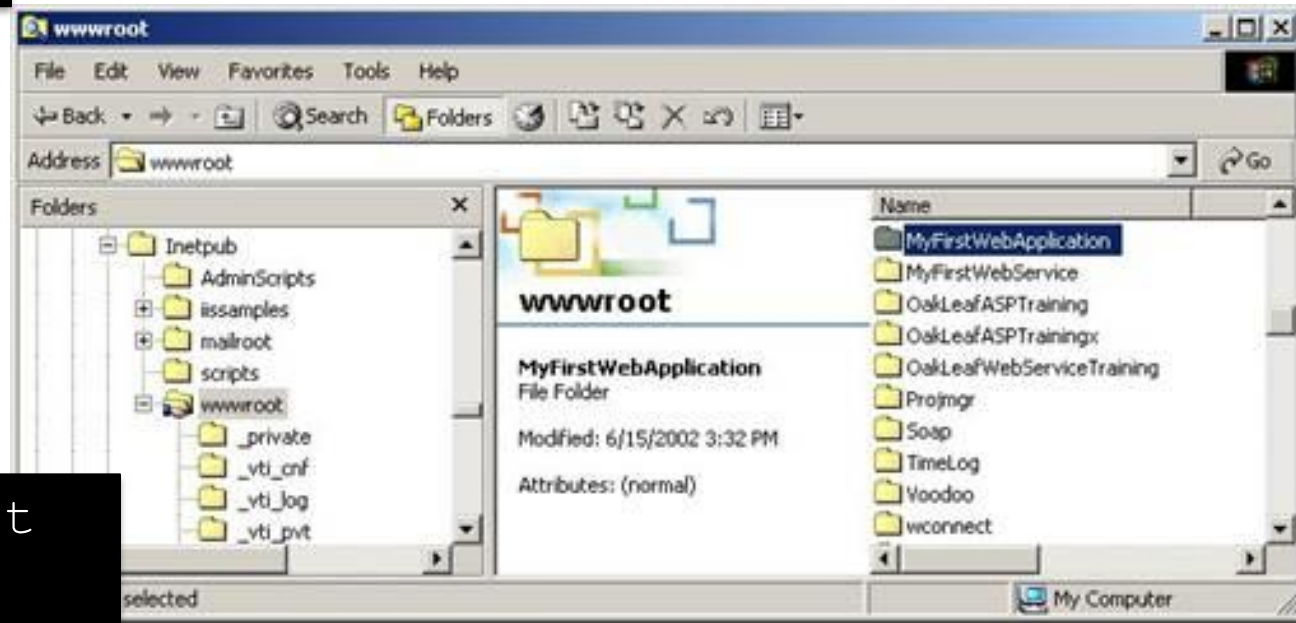 wwwroot
File Edit View Favorites Tools Help
Back Search Folders
Address wwwroot Go
Folders
Inetpub
AdminScripts
iissamples
mailroot
scripts
wwwroot
_private
_vti_cnf
_vti_log
_vti_pvt
wwwroot
MyFirstWebApplication
File Folder
Modified: 6/15/2002 3:32 PM
Attributes: (normal)
Name
MyFirstWebApplication
MyFirstWebService
OakLeafASPTraining
OakLeafASPTrainingx
OakLeafWebServiceTraining
Projmgr
Soap
TimeLog
Voodoo
wconnect
t
selected
My Computer